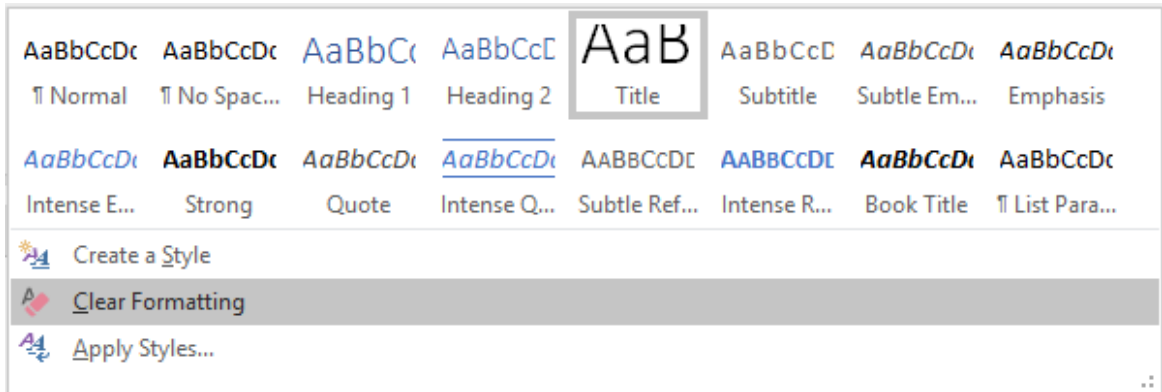 AaBbCcDc AaBbCcDc AaBbCc AaBbCcD AaB AaBbCcD AaBbCcDc AaBbCcDc
¶ Normal ¶ No Spac... Heading 1 Heading 2 Title Subtitle Subtle Em... Emphasis
AaBbCcDc AaBbCcDc AaBbCcDc AaBbCcDc AABBCCDD AABBCCDD AaBbCcDc AaBbCcDc
Intense E... Strong Quote Intense Q... Subtle Ref... Intense R... Book Title ¶ List Para...
Create a Style
Clear Formatting
Apply Styles...